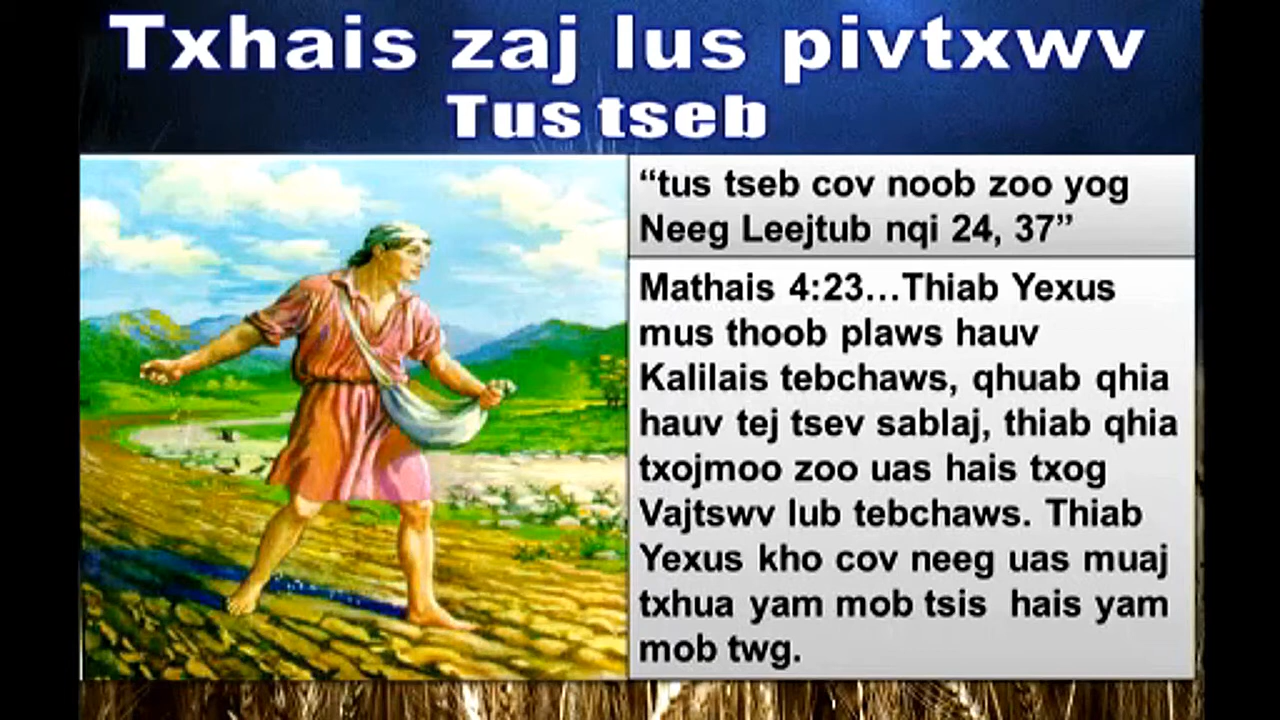 Txhais zaj lus pivtxwv
Tus tseb
“tus tseb cov noob zoo yog
Neeg Leejtub nqi 24, 37”
Mathais 4:23…Thiab Yexus
mus thoob plaws hauv
Kalilais tebchaws, qhuab qhia
hauv tej tsev sablaj, thiab qhia
txojmoo zoo uas hais txog
Vajtswv lub tebchaws. Thiab
Yexus kho cov neeg uas muaj
txhua yam mob tsis hais yam
mob twg.